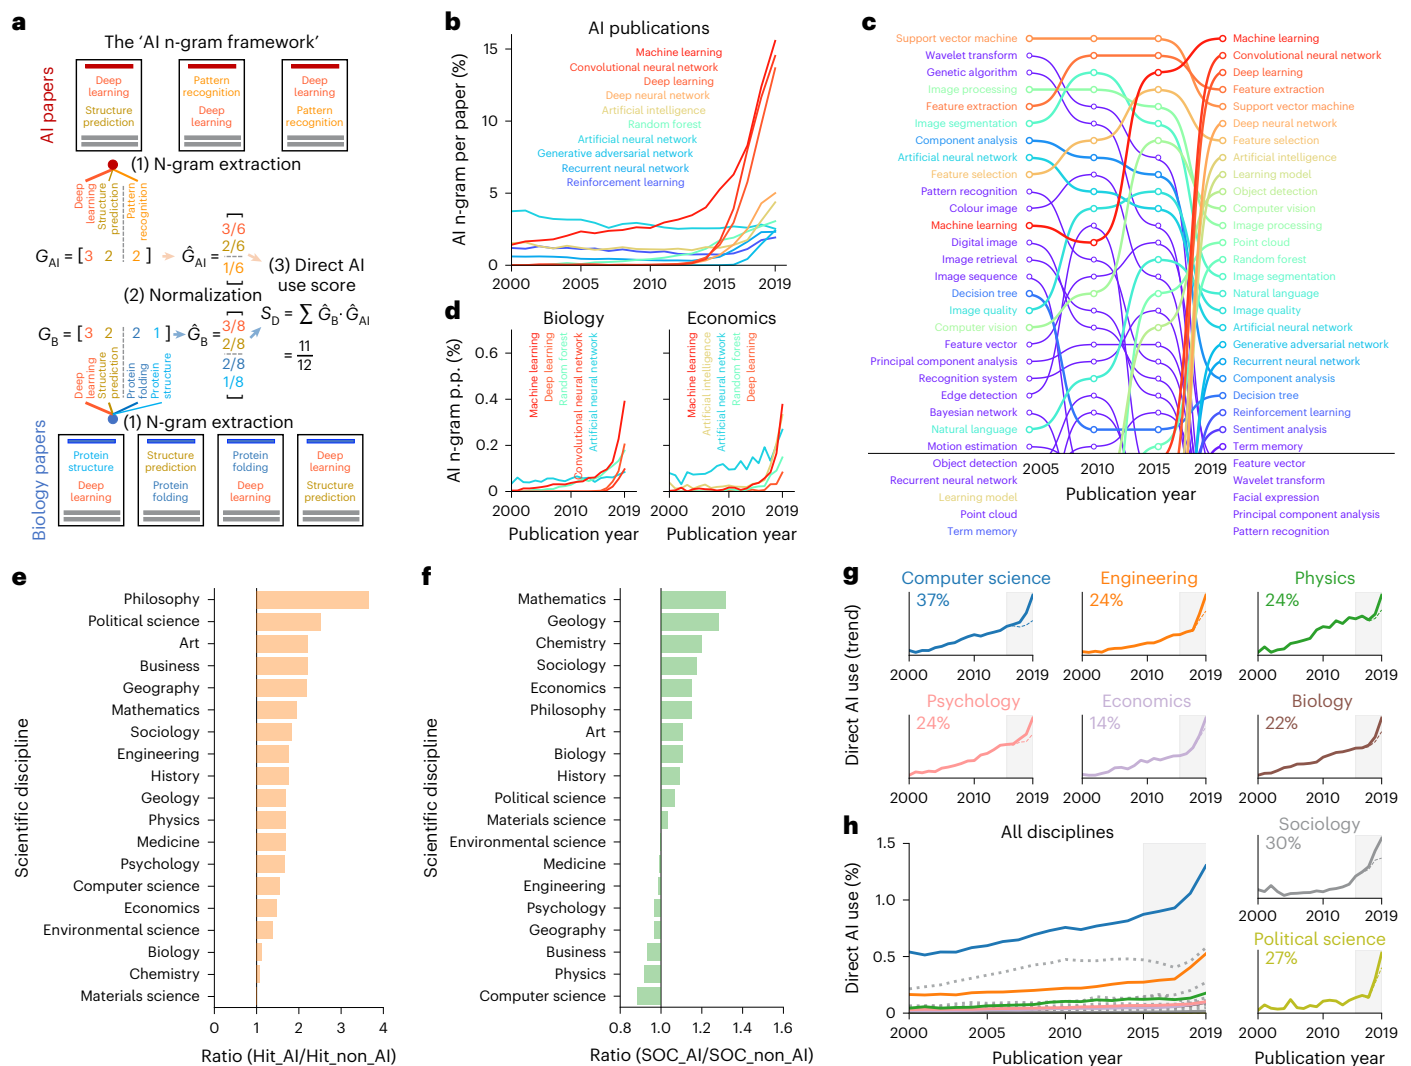 a
The ‘AI n-gram framework’
AI papers
Deep
learning
Structure
prediction
Pattern
recognition
Deep
learning
Deep
learning
Pattern
recognition
(1) N-gram extraction
Deep
learning
Structure
prediction
Pattern
recognition
G_AI = [ 3 2 2 ]
Ĝ_AI =
3/6
2/6
1/6
(3) Direct AI
use score
(2) Normalization
S_D = ∑ Ĝ_B · Ĝ_AI
= 11/12
G_B = [ 3 2 2 1 ]
Ĝ_B =
3/8
2/8
2/8
1/8
Deep
learning
Structure
prediction
Protein
folding
Protein
structure
(1) N-gram extraction
Biology papers
Protein
structure
Deep
learning
Structure
prediction
Protein
folding
Protein
folding
Deep
learning
Deep
learning
Structure
prediction
b
AI publications
AI n-gram per paper (%)
15
10
5
0
Machine learning
Convolutional neural network
Deep learning
Deep neural network
Artificial intelligence
Random forest
Artificial neural network
Generative adversarial network
Recurrent neural network
Reinforcement learning
2000 2005 2010 2015 2019
c
Support vector machine
Wavelet transform
Genetic algorithm
Image processing
Feature extraction
Image segmentation
Component analysis
Artificial neural network
Feature selection
Pattern recognition
Colour image
Machine learning
Digital image
Image retrieval
Image sequence
Decision tree
Image quality
Computer vision
Feature vector
Principal component analysis
Recognition system
Edge detection
Bayesian network
Natural language
Motion estimation
Object detection
Recurrent neural network
Learning model
Point cloud
Term memory
2005 2010 2015 2019
Publication year
Machine learning
Convolutional neural network
Deep learning
Feature extraction
Support vector machine
Deep neural network
Feature selection
Artificial intelligence
Learning model
Object detection
Computer vision
Image processing
Point cloud
Random forest
Image segmentation
Natural language
Image quality
Artificial neural network
Generative adversarial network
Recurrent neural network
Component analysis
Decision tree
Reinforcement learning
Sentiment analysis
Term memory
Feature vector
Wavelet transform
Facial expression
Principal component analysis
Pattern recognition
d
Biology
AI n-gram p.p. (%)
0.6
0.4
0.2
0
Machine learning
Deep learning
Random forest
Convolutional neural network
Artificial neural network
2000 2010 2019
Publication year
Economics
Machine learning
Artificial intelligence
Artificial neural network
Random forest
Deep learning
2000 2010 2019
Publication year
e
Scientific discipline
Philosophy
Political science
Art
Business
Geography
Mathematics
Sociology
Engineering
History
Geology
Physics
Medicine
Psychology
Computer science
Economics
Environmental science
Biology
Chemistry
Materials science
0 1 2 3 4
Ratio (Hit_AI/Hit_non_AI)
f
Scientific discipline
Mathematics
Geology
Chemistry
Sociology
Economics
Philosophy
Art
Biology
History
Political science
Materials science
Environmental science
Medicine
Engineering
Psychology
Geography
Business
Physics
Computer science
0.8 1.0 1.2 1.4 1.6
Ratio (SOC_AI/SOC_non_AI)
g
Direct AI use (trend)
Computer science
37%
2000 2010 2019
Engineering
24%
2000 2010 2019
Physics
24%
2000 2010 2019
Psychology
24%
2000 2010 2019
Economics
14%
2000 2010 2019
Biology
22%
2000 2010 2019
Sociology
30%
2000 2010 2019
Political science
27%
2000 2010 2019
Publication year
h
All disciplines
Direct AI use (%)
1.5
1.0
0.5
0
2000 2005 2010 2015 2019
Publication year